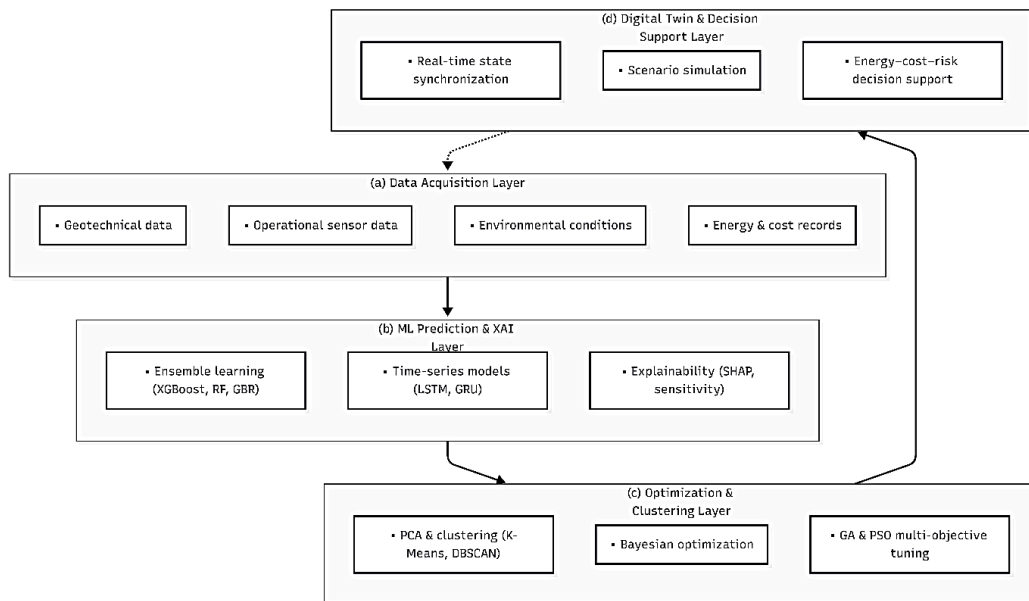 (d) Digital Twin & Decision
Support Layer
▪ Real-time state
synchronization
▪ Scenario simulation
▪ Energy–cost–risk
decision support
(a) Data Acquisition Layer
▪ Geotechnical data
▪ Operational sensor data
▪ Environmental conditions
▪ Energy & cost records
(b) ML Prediction & XAI
Layer
▪ Ensemble learning
(XGBoost, RF, GBR)
▪ Time-series models
(LSTM, GRU)
▪ Explainability (SHAP,
sensitivity)
(c) Optimization &
Clustering Layer
▪ PCA & clustering (K-
Means, DBSCAN)
▪ Bayesian optimization
▪ GA & PSO multi-objective
tuning